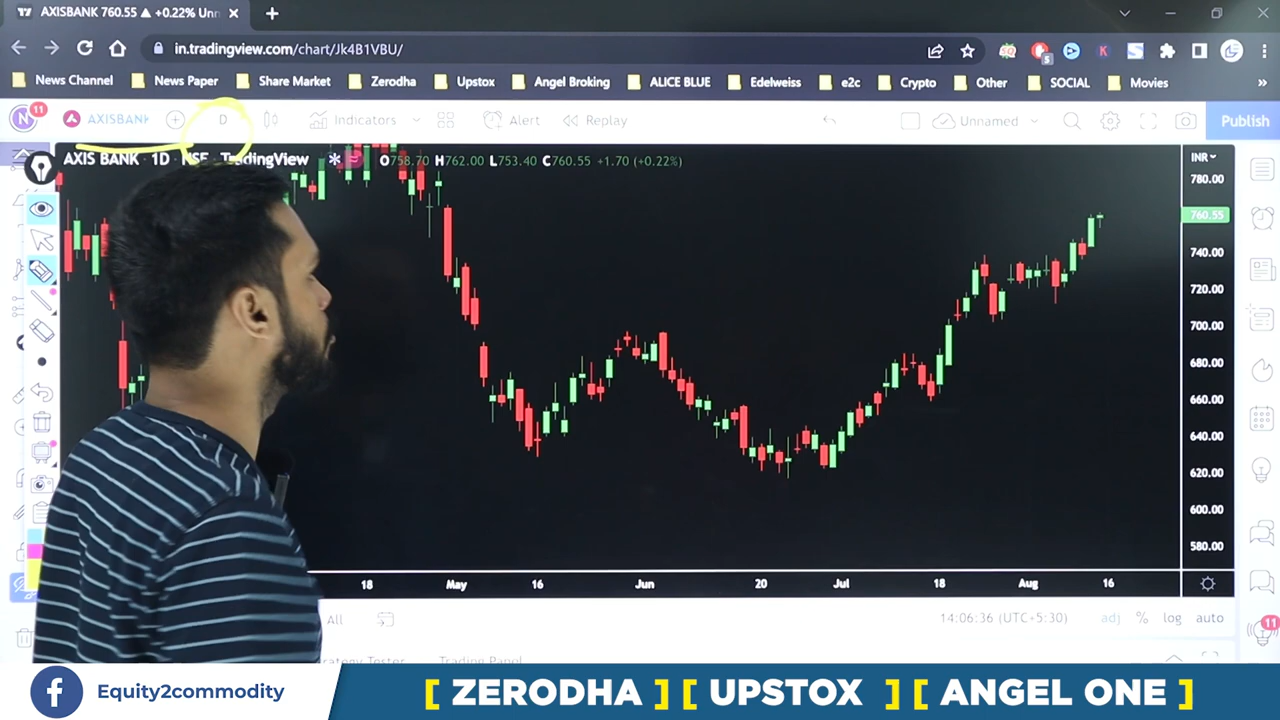 AXISBANK 760.55 ▲ +0.22% Unn
in.tradingview.com/chart/Jk4B1VBU/
News Channel News Paper Share Market Zerodha Upstox Angel Broking ALICE BLUE Edelweiss e2c Crypto Other SOCIAL Movies »
N 11 AXISBANK D Indicators Alert Replay Unnamed Publish
AXIS BANK · 1D · NSE · TradingView O758.70 H762.00 L753.40 C760.55 +1.70 (+0.22%) INR
780.00
760.55
740.00
720.00
700.00
680.00
660.00
640.00
620.00
600.00
580.00
18 May 16 Jun 20 Jul 18 Aug 16
All 14:06:36 (UTC+5:30) adj % log auto
11
Trading Panel
Equity2commodity [ ZERODHA ] [ UPSTOX ] [ ANGEL ONE ]